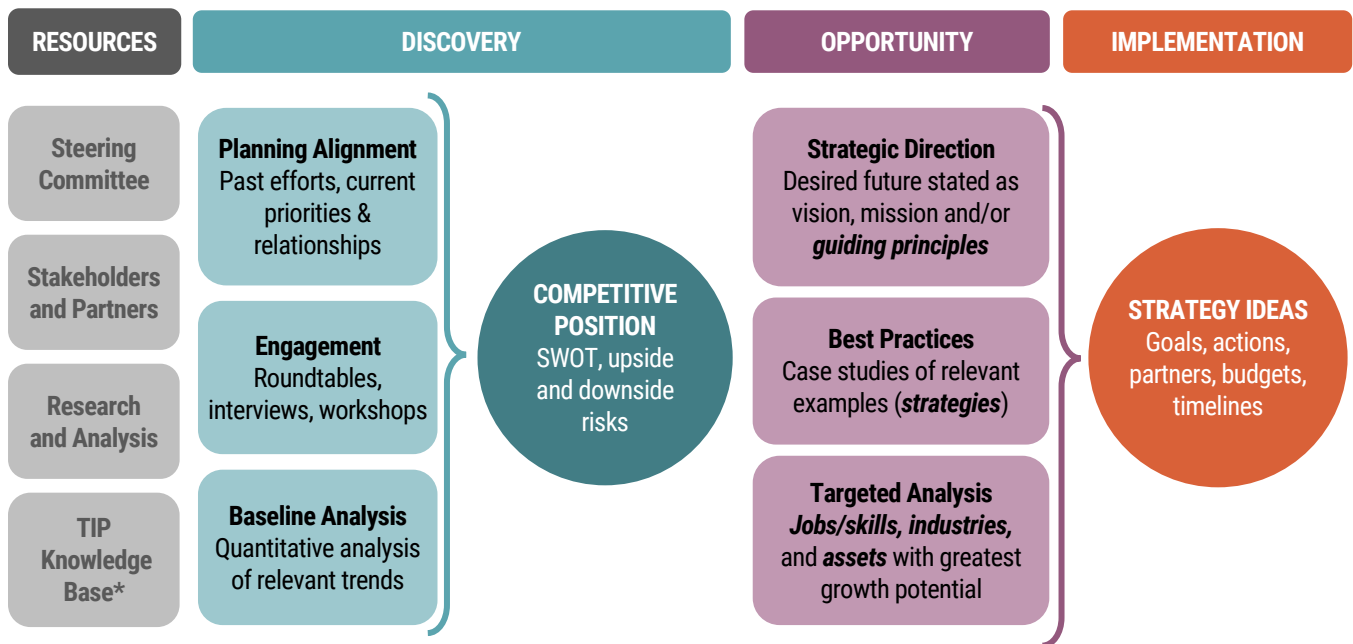 RESOURCES
DISCOVERY
OPPORTUNITY
IMPLEMENTATION
Steering
Committee
Stakeholders
and Partners
Research
and Analysis
TIP
Knowledge
Base*
Planning Alignment
Past efforts, current
priorities &
relationships
Engagement
Roundtables,
interviews, workshops
Baseline Analysis
Quantitative analysis
of relevant trends
COMPETITIVE
POSITION
SWOT, upside
and downside
risks
Strategic Direction
Desired future stated as
vision, mission and/or
guiding principles
Best Practices
Case studies of relevant
examples (strategies)
Targeted Analysis
Jobs/skills, industries,
and assets with greatest
growth potential
STRATEGY IDEAS
Goals, actions,
partners, budgets,
timelines